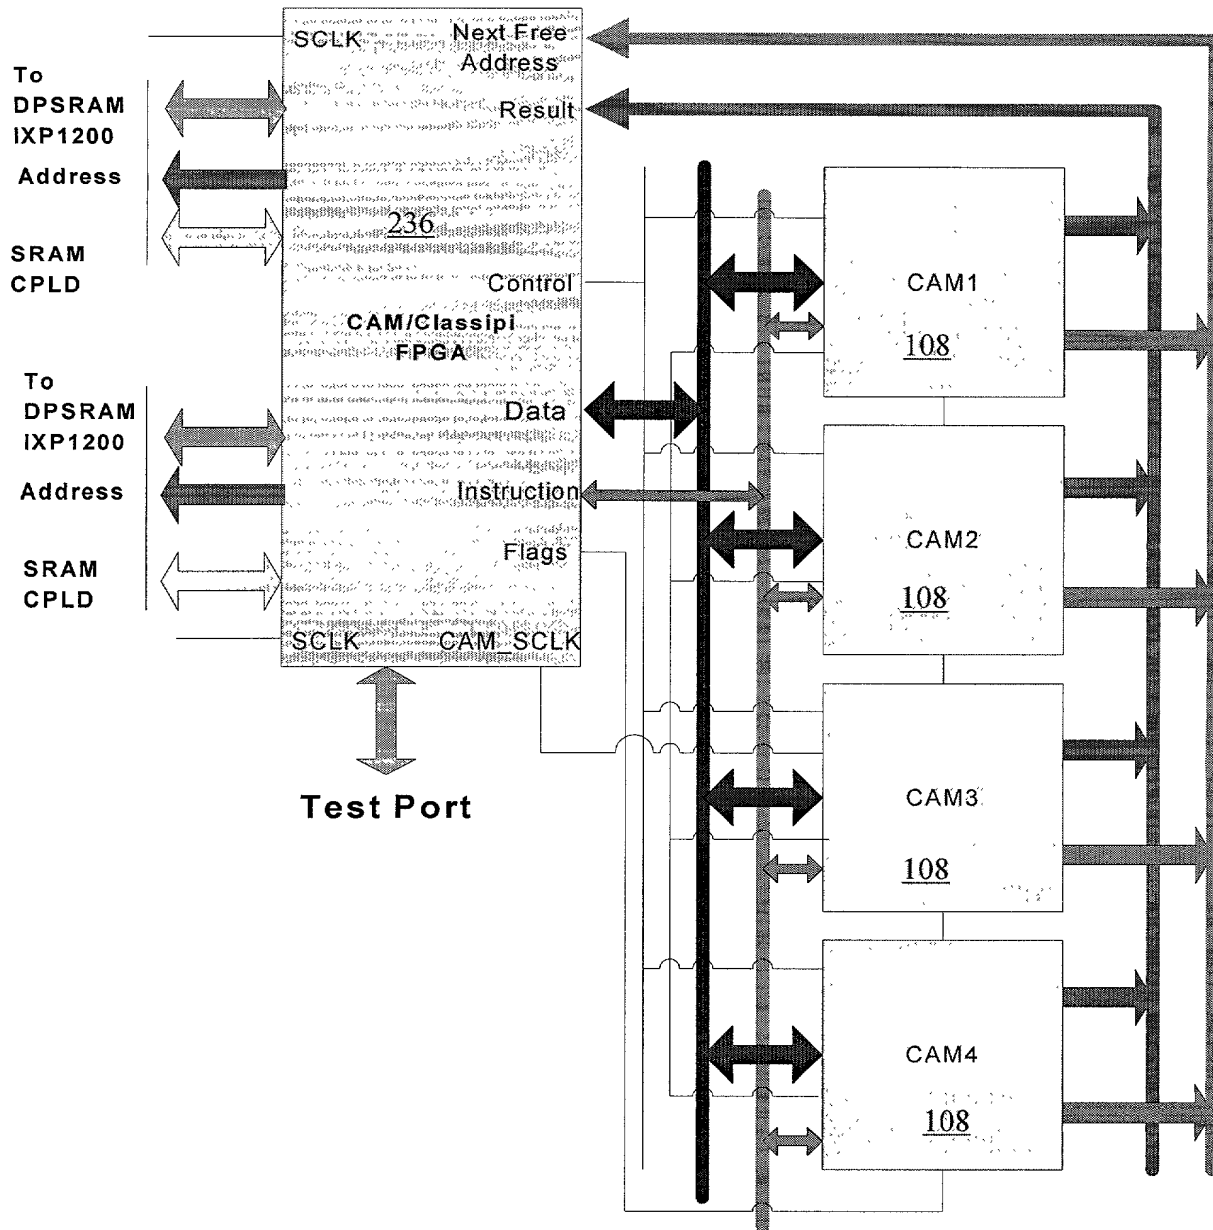 SCLK
Next Free
Address
Result
To
DPSRAM
IXP1200
Address
SRAM
CPLD
236
Control
CAM/Classipi
FPGA
To
DPSRAM
IXP1200
Data
Address
Instruction
Flags
SRAM
CPLD
SCLK
CAM_SCLK
Test Port
CAM1
108
CAM2
108
CAM3
108
CAM4
108